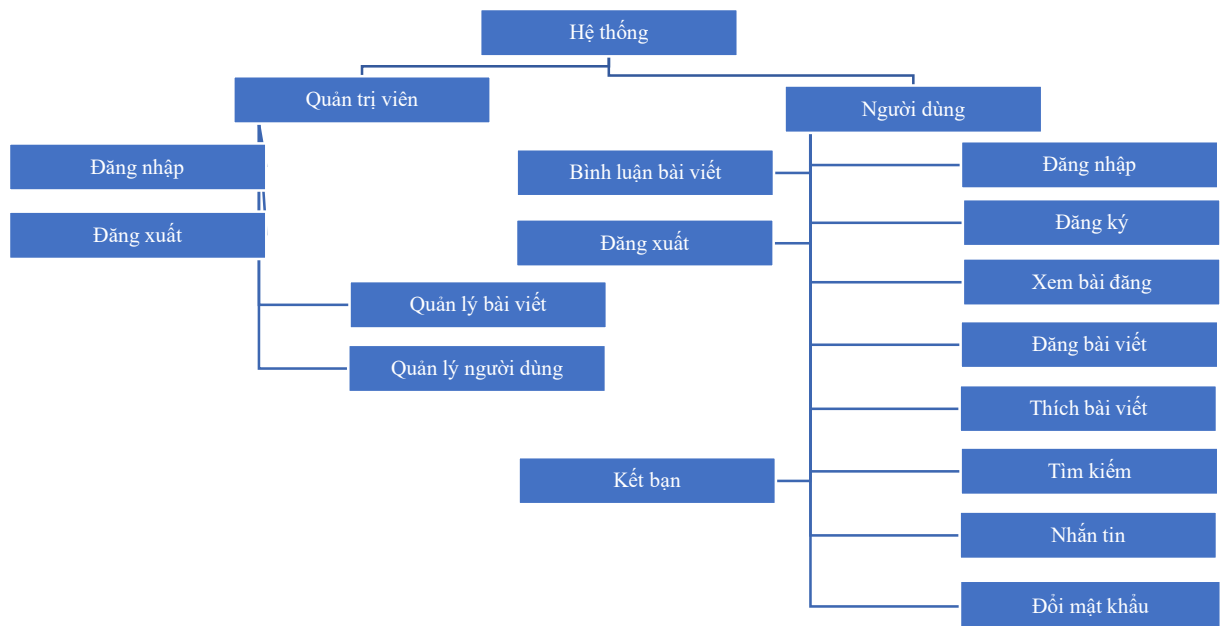 Hệ thống
Quản trị viên
Người dùng
Đăng nhập
Đăng xuất
Quản lý bài viết
Quản lý người dùng
Bình luận bài viết
Đăng xuất
Kết bạn
Đăng nhập
Đăng ký
Xem bài đăng
Đăng bài viết
Thích bài viết
Tìm kiếm
Nhắn tin
Đổi mật khẩu